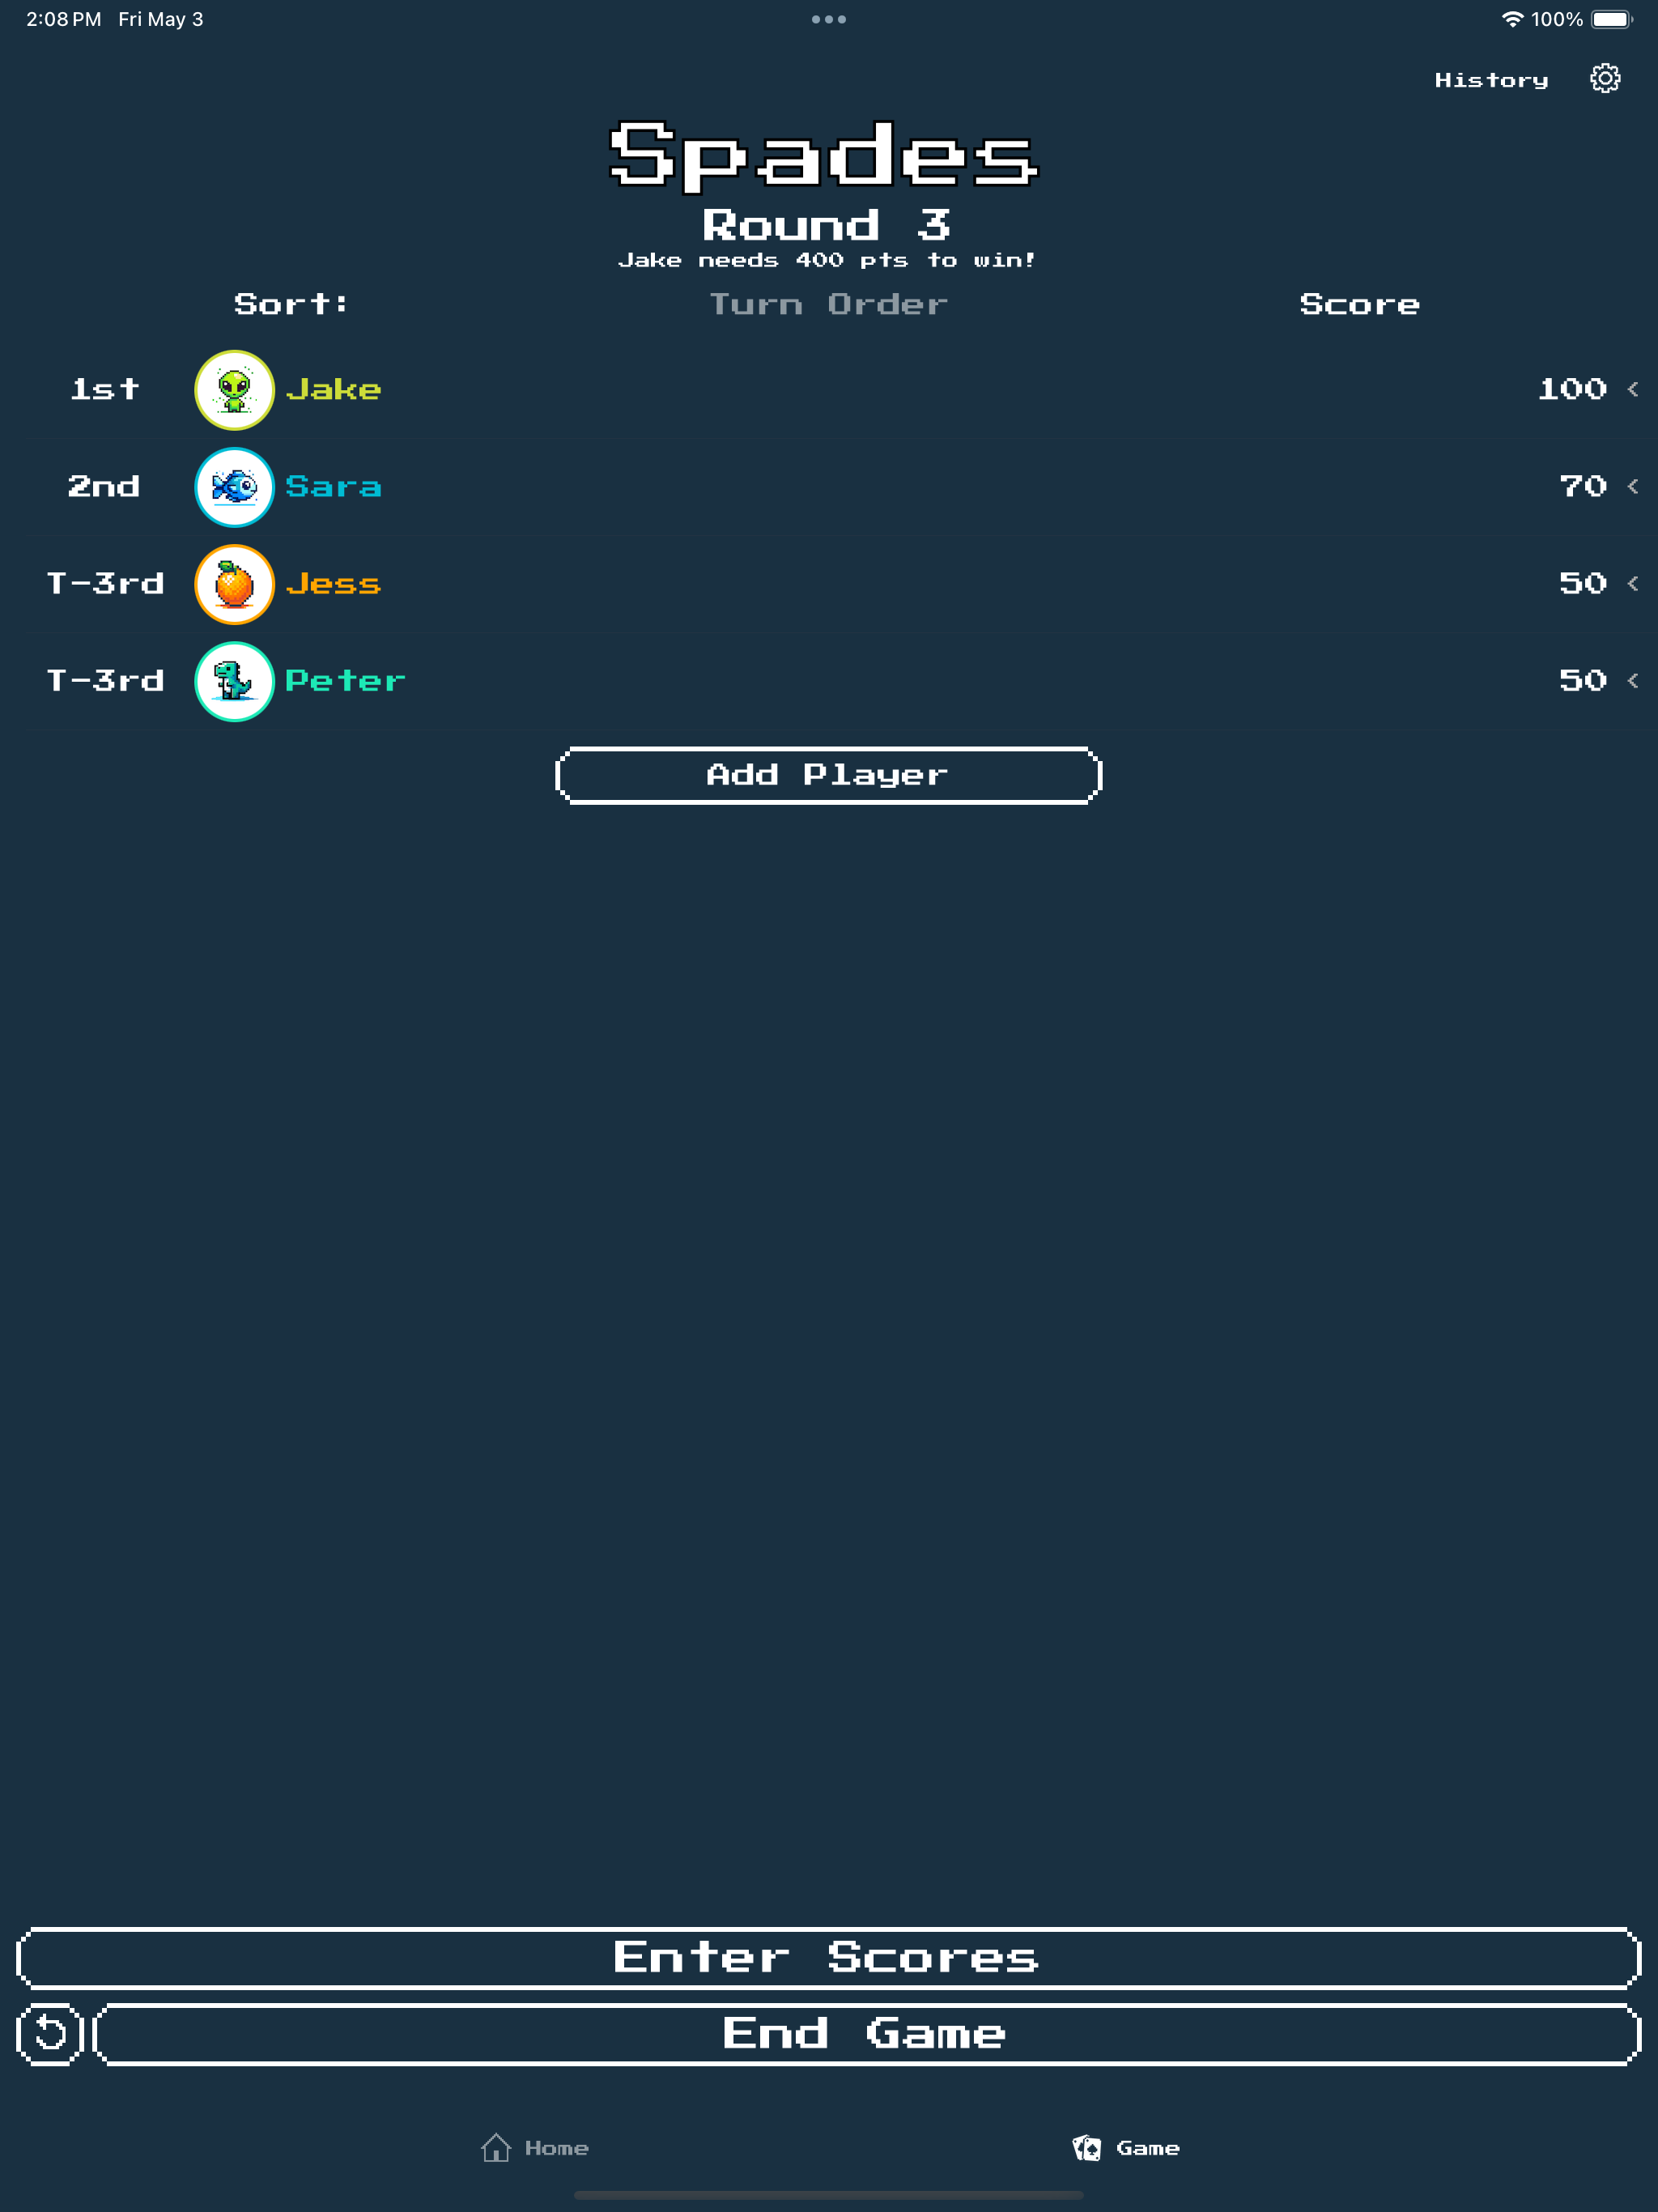 2:08 PM Fri May 3 100%
History
Spades
Round 3
Jake needs 400 pts to win!
Sort: Turn Order Score
1st Jake 100
2nd Sara 70
T-3rd Jess 50
T-3rd Peter 50
Add Player
Enter Scores
End Game
Home Game